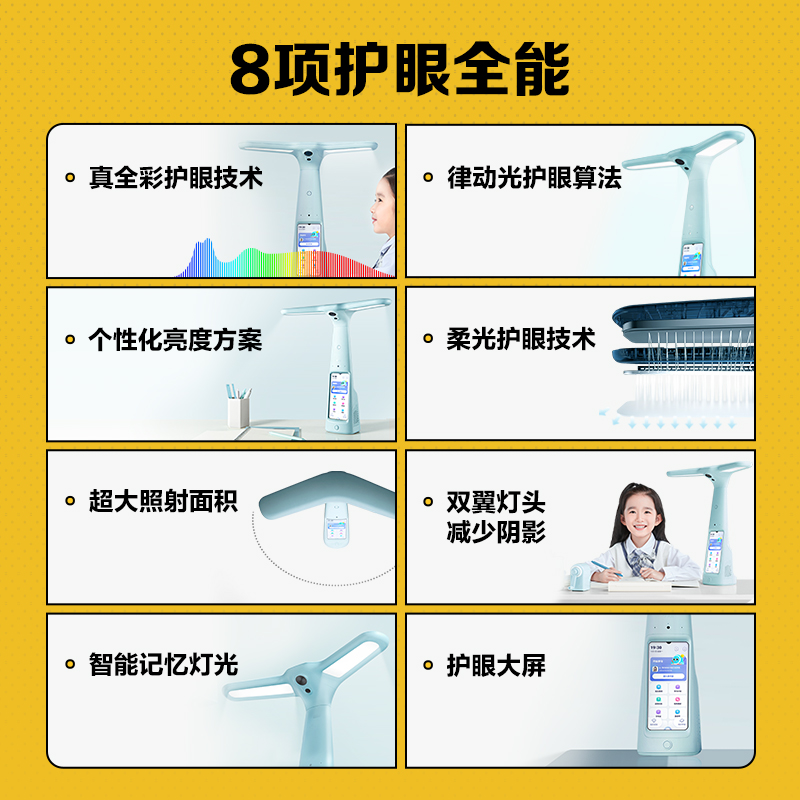 8项护眼全能
真全彩护眼技术
律动光护眼算法
个性化亮度方案
柔光护眼技术
超大照射面积
双翼灯头
减少阴影
智能记忆灯光
护眼大屏
19:30